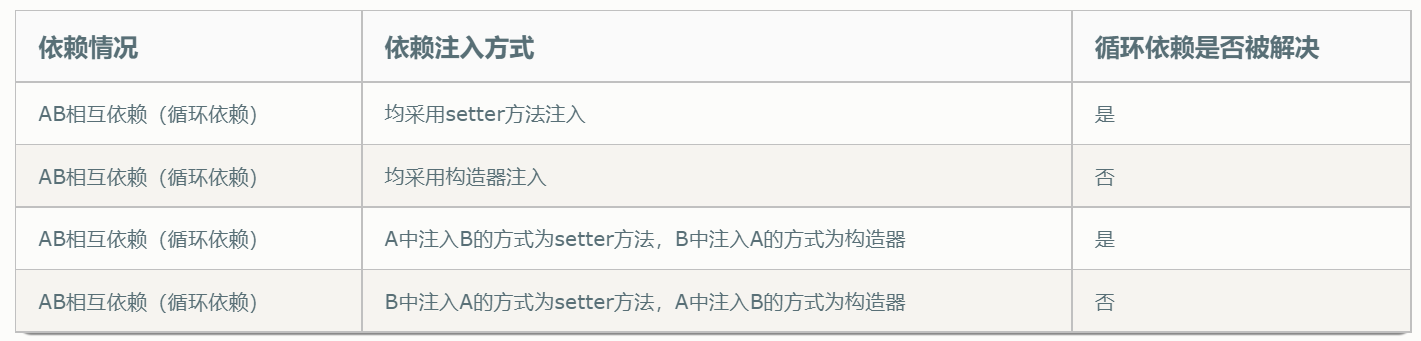 依赖情况 依赖注入方式 循环依赖是否被解决
AB相互依赖（循环依赖） 均采用setter方法注入 是
AB相互依赖（循环依赖） 均采用构造器注入 否
AB相互依赖（循环依赖） A中注入B的方式为setter方法，B中注入A的方式为构造器 是
AB相互依赖（循环依赖） B中注入A的方式为setter方法，A中注入B的方式为构造器 否